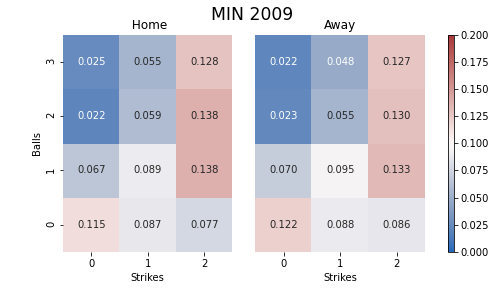 MIN 2009
Home Away
3 0.025 0.055 0.128 0.022 0.048 0.127
2 0.022 0.059 0.138 0.023 0.055 0.130
1 0.067 0.089 0.138 0.070 0.095 0.133
0 0.115 0.087 0.077 0.122 0.088 0.086
Balls
0 1 2 0 1 2
Strikes Strikes
0.200
0.175
0.150
0.125
0.100
0.075
0.050
0.025
0.000